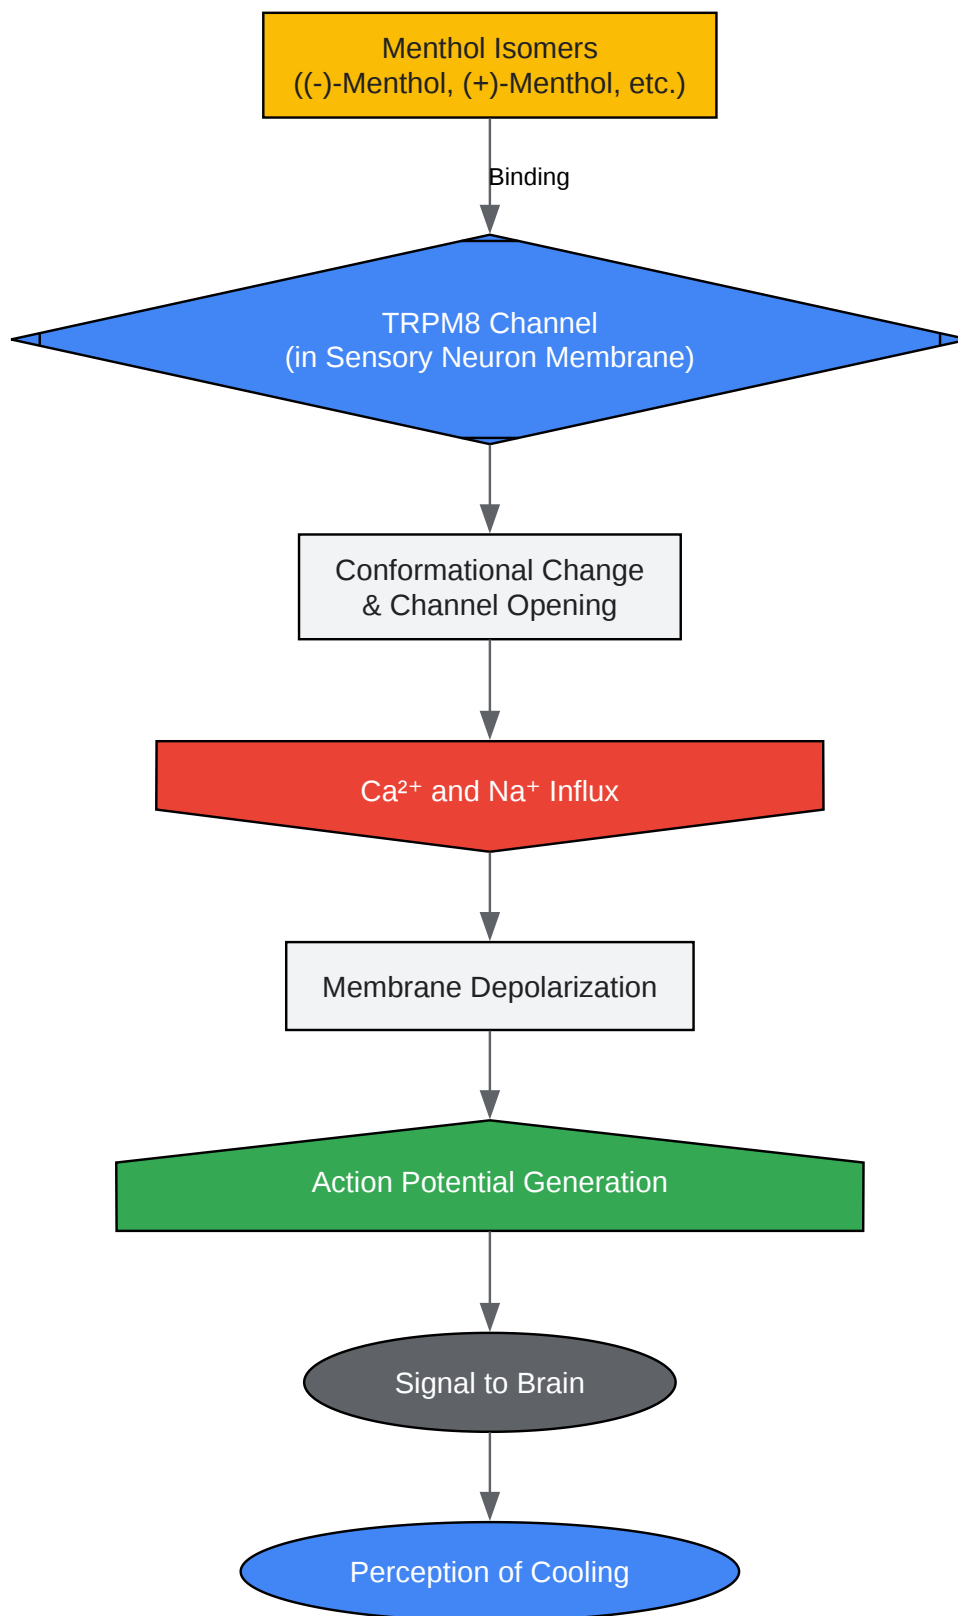 Menthol Isomers
((-)-Menthol, (+)-Menthol, etc.)
Binding
TRPM8 Channel
(in Sensory Neuron Membrane)
Conformational Change
& Channel Opening
Ca²⁺ and Na⁺ Influx
Membrane Depolarization
Action Potential Generation
Signal to Brain
Perception of Cooling